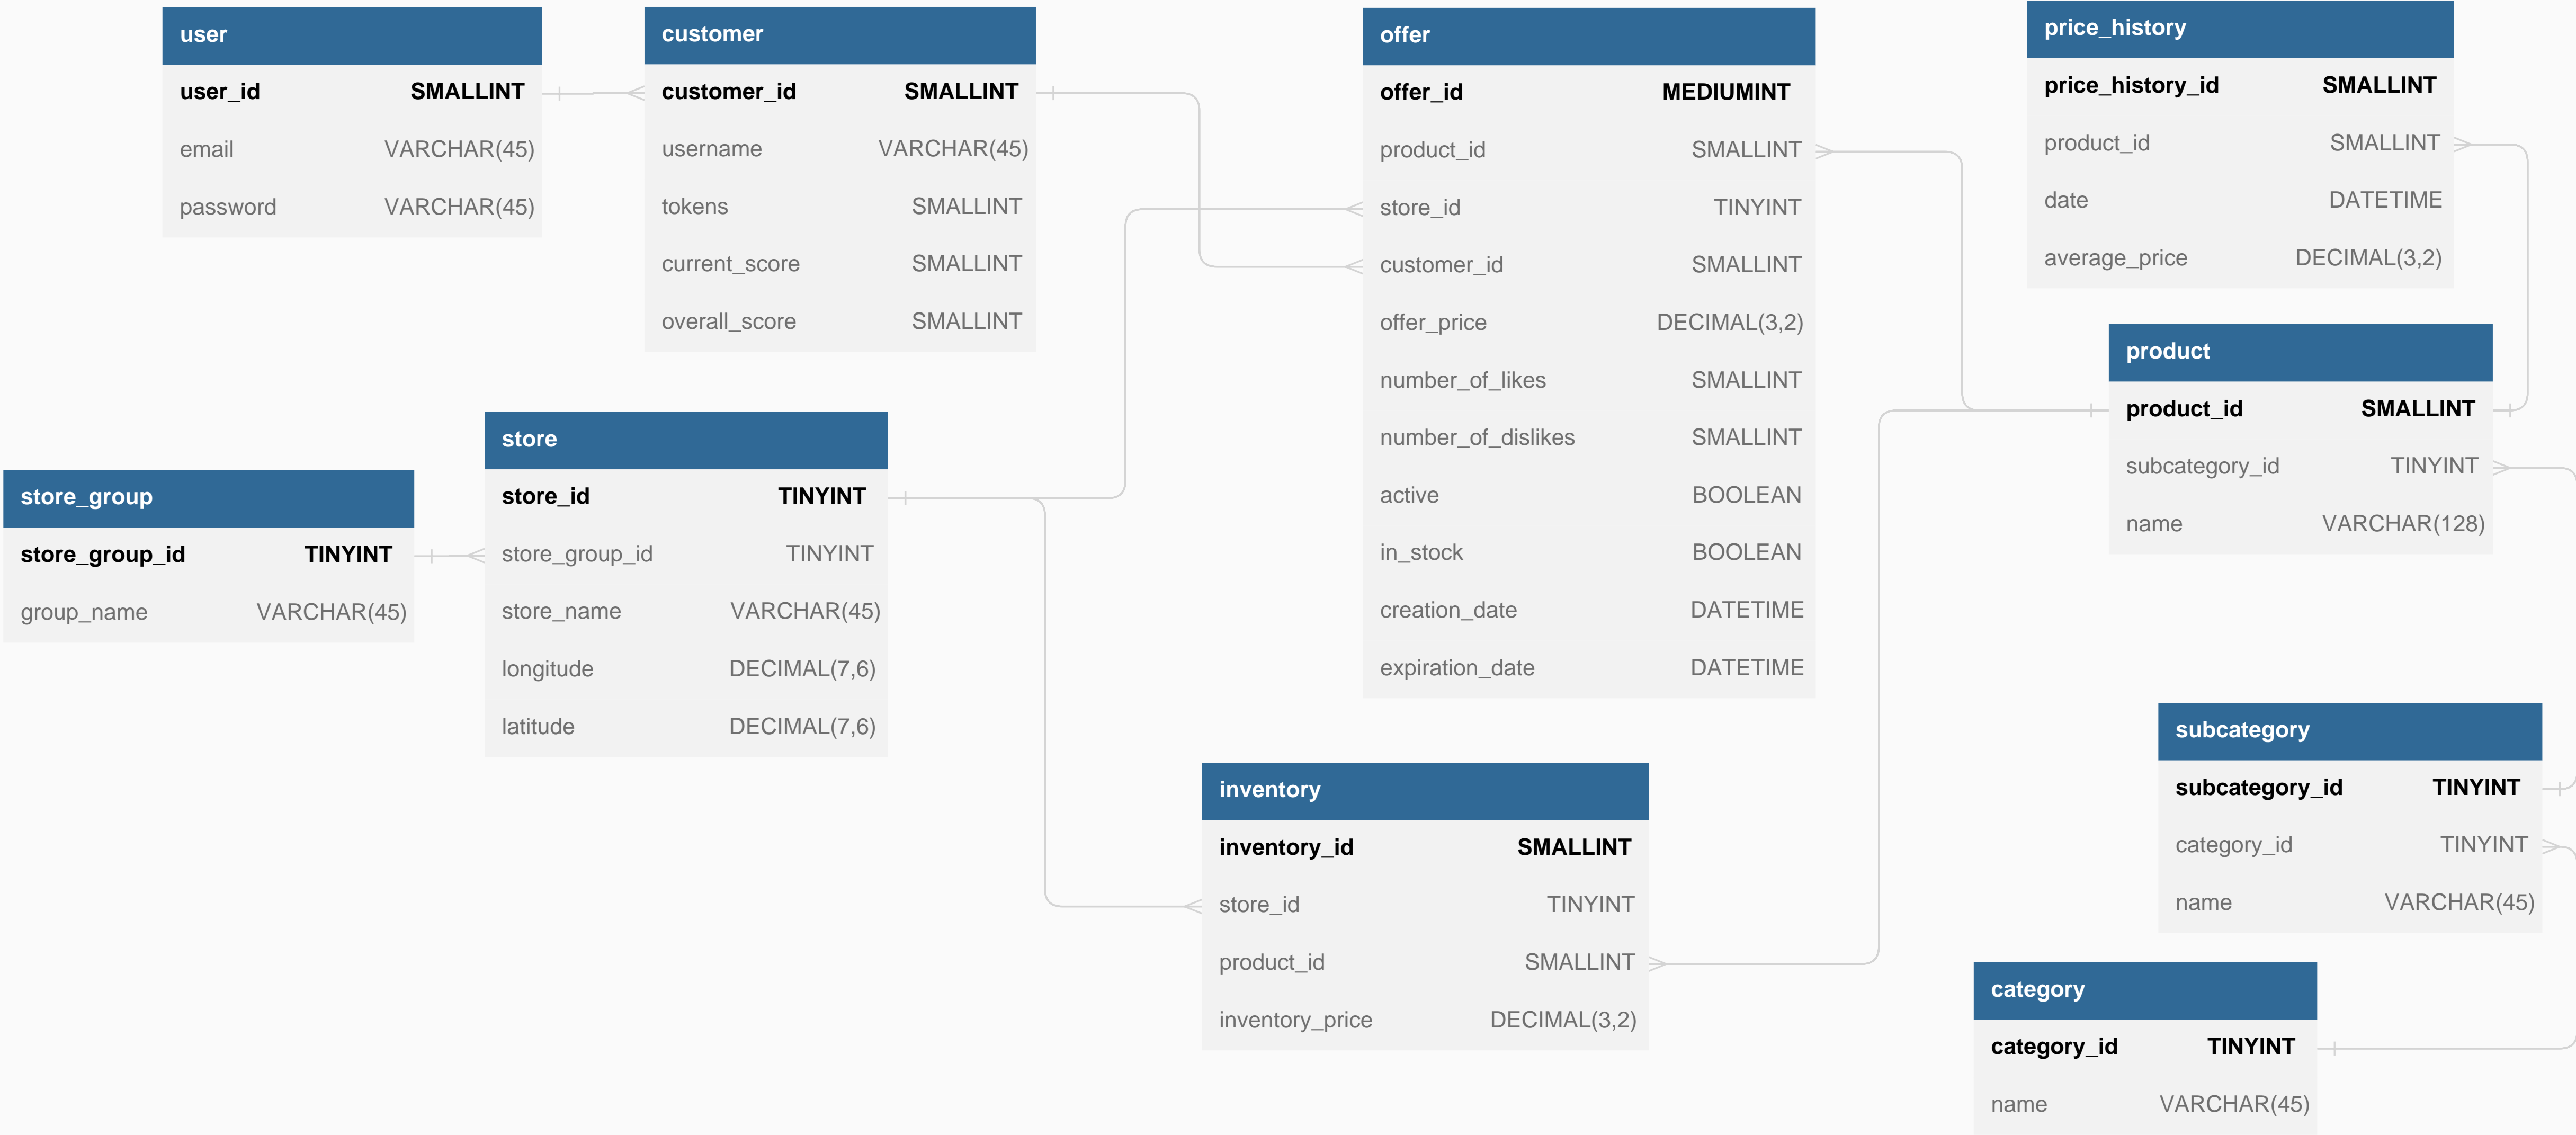 user
user_id SMALLINT
email VARCHAR(45)
password VARCHAR(45)
customer
customer_id SMALLINT
username VARCHAR(45)
tokens SMALLINT
current_score SMALLINT
overall_score SMALLINT
offer
offer_id MEDIUMINT
product_id SMALLINT
store_id TINYINT
customer_id SMALLINT
offer_price DECIMAL(3,2)
number_of_likes SMALLINT
number_of_dislikes SMALLINT
active BOOLEAN
in_stock BOOLEAN
creation_date DATETIME
expiration_date DATETIME
price_history
price_history_id SMALLINT
product_id SMALLINT
date DATETIME
average_price DECIMAL(3,2)
product
product_id SMALLINT
subcategory_id TINYINT
name VARCHAR(128)
store_group
store_group_id TINYINT
group_name VARCHAR(45)
store
store_id TINYINT
store_group_id TINYINT
store_name VARCHAR(45)
longitude DECIMAL(7,6)
latitude DECIMAL(7,6)
inventory
inventory_id SMALLINT
store_id TINYINT
product_id SMALLINT
inventory_price DECIMAL(3,2)
subcategory
subcategory_id TINYINT
category_id TINYINT
name VARCHAR(45)
category
category_id TINYINT
name VARCHAR(45)